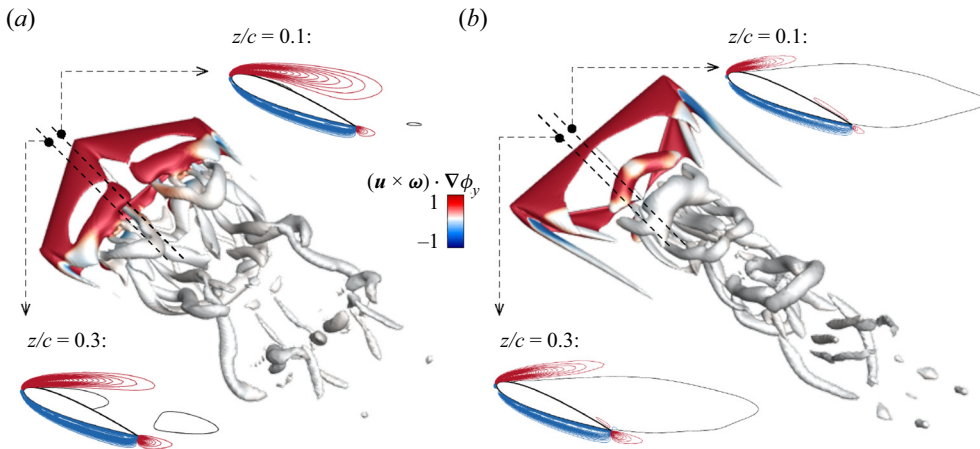 (a)
z/c = 0.1:
(b)
z/c = 0.1:
(u × ω) · ∇ϕy
1
−1
z/c = 0.3:
z/c = 0.3: